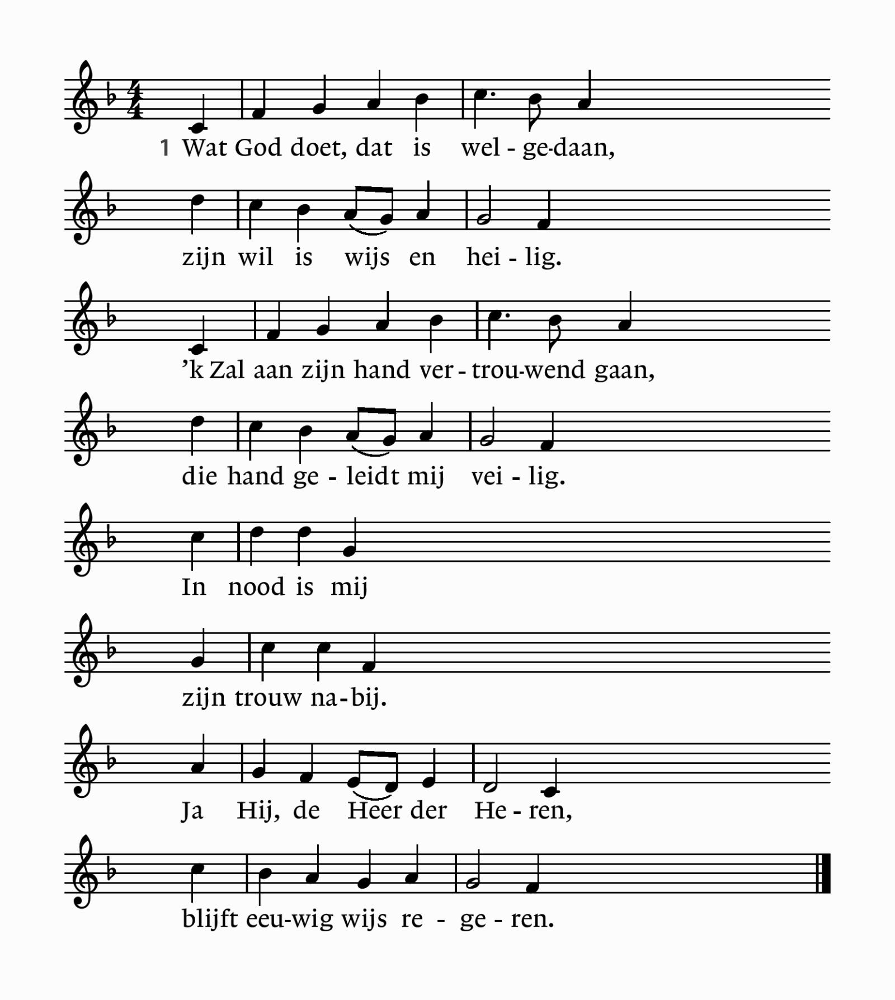 1 Wat God doet, dat is wel - ge-daan,
zijn wil is wijs en hei - lig.
’k Zal aan zijn hand ver - trou-wend gaan,
die hand ge - leidt mij vei - lig.
In nood is mij
zijn trouw na-bij.
Ja Hij, de Heer der He - ren,
blijft eeu-wig wijs re - ge - ren.